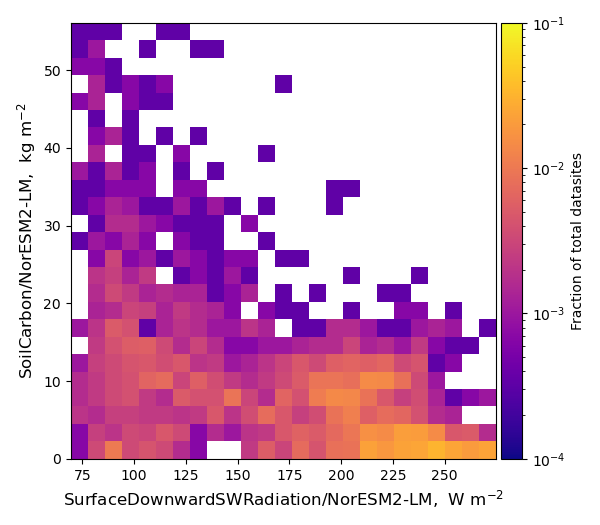 50
40
30
20
10
0
75 100 125 150 175 200 225 250
SoilCarbon/NorESM2-LM, kg m⁻²
SurfaceDownwardSWRadiation/NorESM2-LM, W m⁻²
10⁻¹
10⁻²
10⁻³
10⁻⁴
Fraction of total datasites